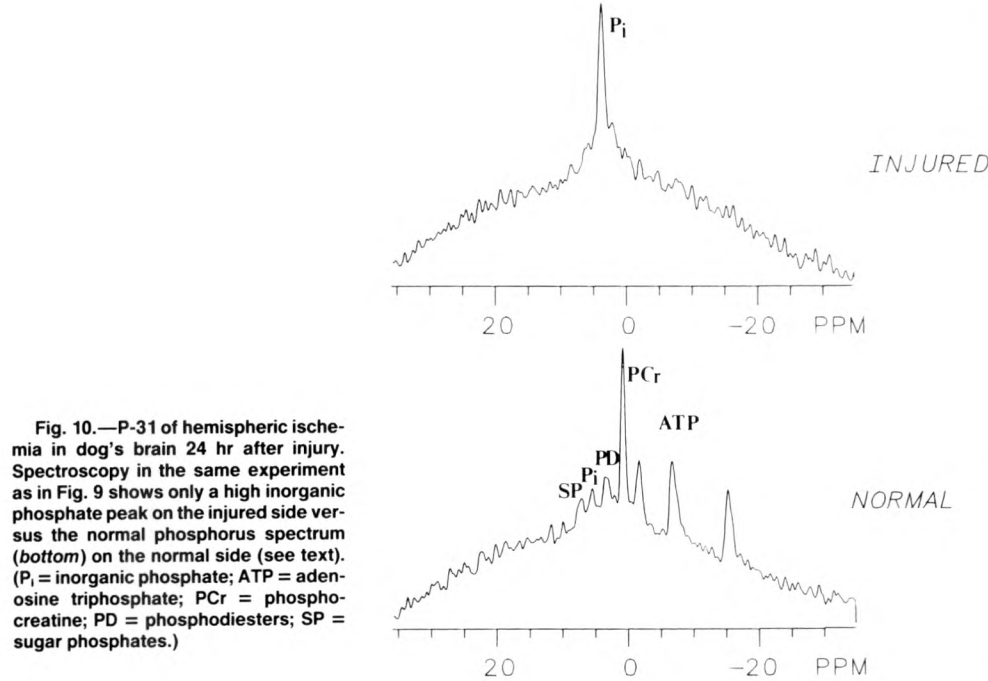 Pi
INJURED
20 0 -20 PPM
PCr
ATP
PD
Pi
SP
NORMAL
20 0 -20 PPM
Fig. 10.—P-31 of hemispheric ische-
mia in dog's brain 24 hr after injury.
Spectroscopy in the same experiment
as in Fig. 9 shows only a high inorganic
phosphate peak on the injured side ver-
sus the normal phosphorus spectrum
(bottom) on the normal side (see text).
(Pi = inorganic phosphate; ATP = aden-
osine triphosphate; PCr = phospho-
creatine; PD = phosphodiesters; SP =
sugar phosphates.)